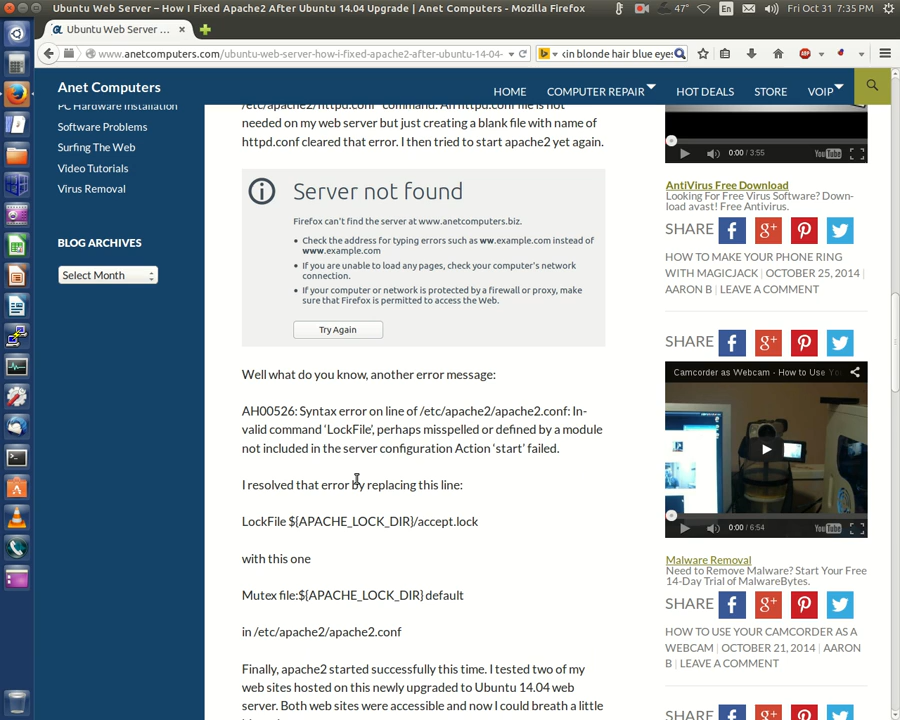 Ubuntu Web Server – How I Fixed Apache2 After Ubuntu 14.04 Upgrade | Anet Computers - Mozilla Firefox
47° En Fri Oct 31 7:35 PM
Ubuntu Web Server ...
www.anetcomputers.com/ubuntu-web-server-how-i-fixed-apache2-after-ubuntu-14-04-
kin blonde hair blue eyes
Anet Computers
HOME COMPUTER REPAIR HOT DEALS STORE VOIP
PC Hardware Installation
Software Problems
Surfing The Web
Video Tutorials
Virus Removal
BLOG ARCHIVES
Select Month
/etc/apache2/httpd.conf" command. An httpd.conf file is not
needed on my web server but just creating a blank file with name of
httpd.conf cleared that error. I then tried to start apache2 yet again.
Server not found
Firefox can't find the server at www.anetcomputers.biz.
• Check the address for typing errors such as ww.example.com instead of
www.example.com
• If you are unable to load any pages, check your computer's network
connection.
• If your computer or network is protected by a firewall or proxy, make
sure that Firefox is permitted to access the Web.
Try Again
Well what do you know, another error message:
AH00526: Syntax error on line of /etc/apache2/apache2.conf: In-
valid command ‘LockFile’, perhaps misspelled or defined by a module
not included in the server configuration Action ‘start’ failed.
I resolved that error by replacing this line:
LockFile ${APACHE_LOCK_DIR}/accept.lock
with this one
Mutex file:${APACHE_LOCK_DIR} default
in /etc/apache2/apache2.conf
Finally, apache2 started successfully this time. I tested two of my
web sites hosted on this newly upgraded to Ubuntu 14.04 web
server. Both web sites were accessible and now I could breath a little
0:00 / 3:55 YouTube
AntiVirus Free Download
Looking For Free Virus Software? Down-
load avast! Free Antivirus.
SHARE
HOW TO MAKE YOUR PHONE RING
WITH MAGICJACK | OCTOBER 25, 2014 |
AARON B | LEAVE A COMMENT
SHARE
Camcorder as Webcam - How to Use Yo
0:00 / 6:54 YouTube
Malware Removal
Need to Remove Malware? Start Your Free
14-Day Trial of MalwareBytes.
SHARE
HOW TO USE YOUR CAMCORDER AS A
WEBCAM | OCTOBER 21, 2014 | AARON
B | LEAVE A COMMENT
SHARE